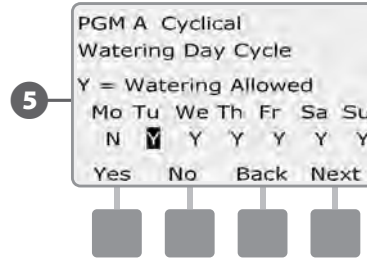 PGM A Cyclical
Watering Day Cycle
Y = Watering Allowed
5
Mo Tu We Th Fr Sa Su
N Y Y Y Y Y Y
Yes No Back Next